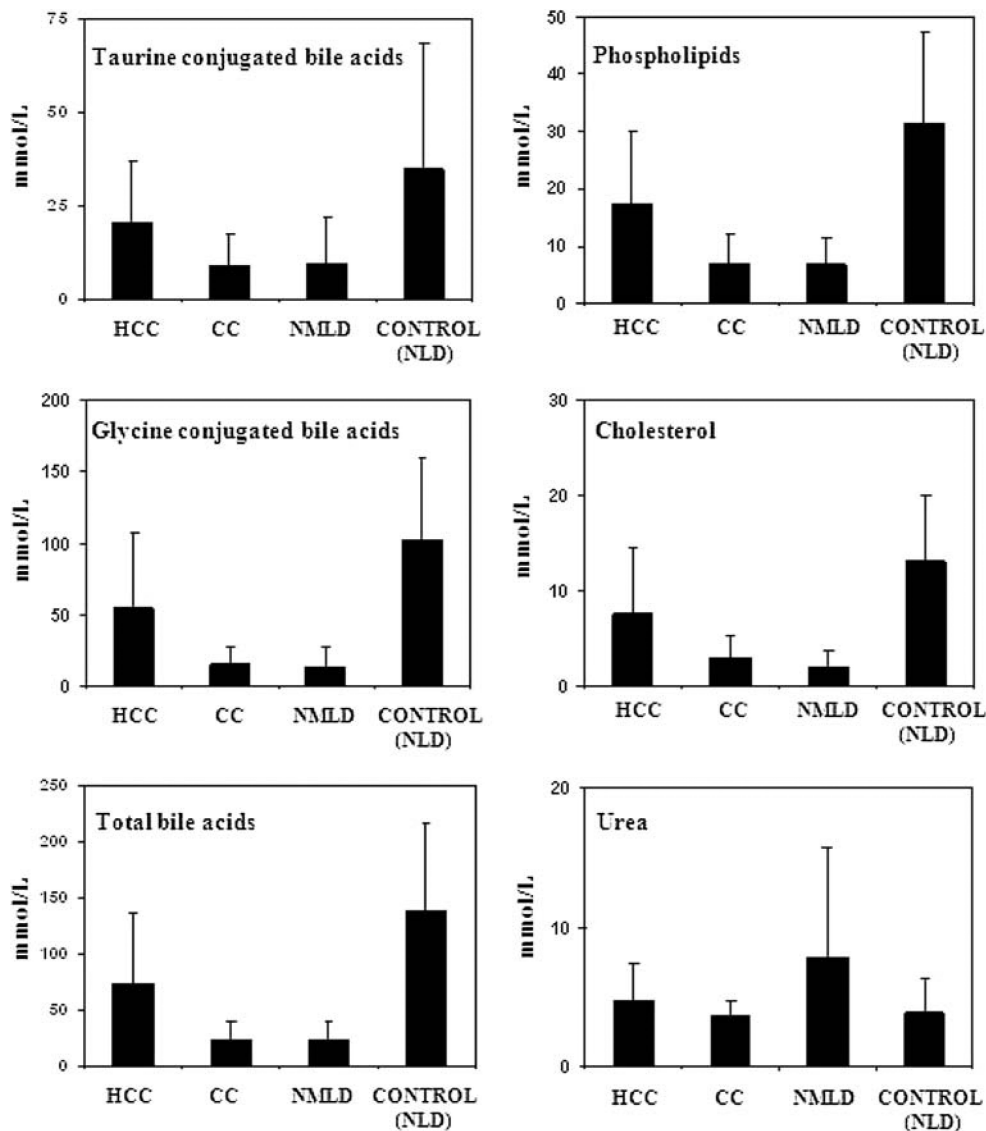 75
Taurine conjugated bile acids
50
mmol/L
25
0
HCC CC NMLD CONTROL
(NLD)
50
Phospholipids
40
30
mmol/L
20
10
0
HCC CC NMLD CONTROL
(NLD)
200
Glycine conjugated bile acids
150
mmol/L
100
50
0
HCC CC NMLD CONTROL
(NLD)
30
Cholesterol
20
mmol/L
10
0
HCC CC NMLD CONTROL
(NLD)
250
Total bile acids
200
150
mmol/L
100
50
0
HCC CC NMLD CONTROL
(NLD)
20
Urea
mmol/L
10
0
HCC CC NMLD CONTROL
(NLD)